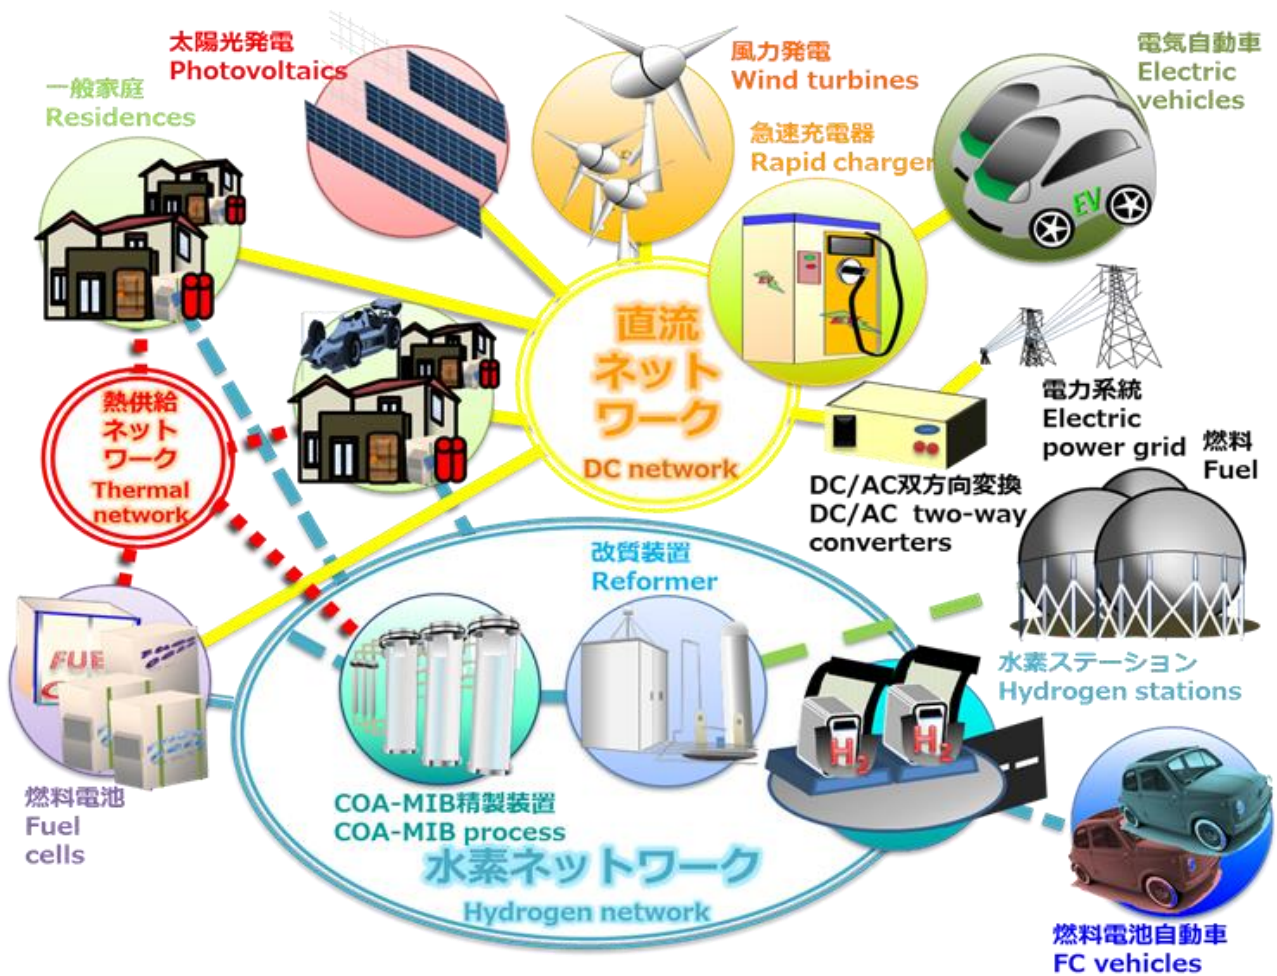 太陽光発電
Photovoltaics
風力発電
Wind turbines
電気自動車
Electric
vehicles
一般家庭
Residences
急速充電器
Rapid charger
EV
直流
ネット
ワーク
DC network
熱供給
ネット
ワーク
Thermal
network
電力系統
Electric
power grid
燃料
Fuel
DC/AC双方向変換
DC/AC two-way
converters
改質装置
Reformer
水素ステーション
Hydrogen stations
H2
H2
燃料電池
Fuel
cells
COA-MIB精製装置
COA-MIB process
水素ネットワーク
Hydrogen network
燃料電池自動車
FC vehicles